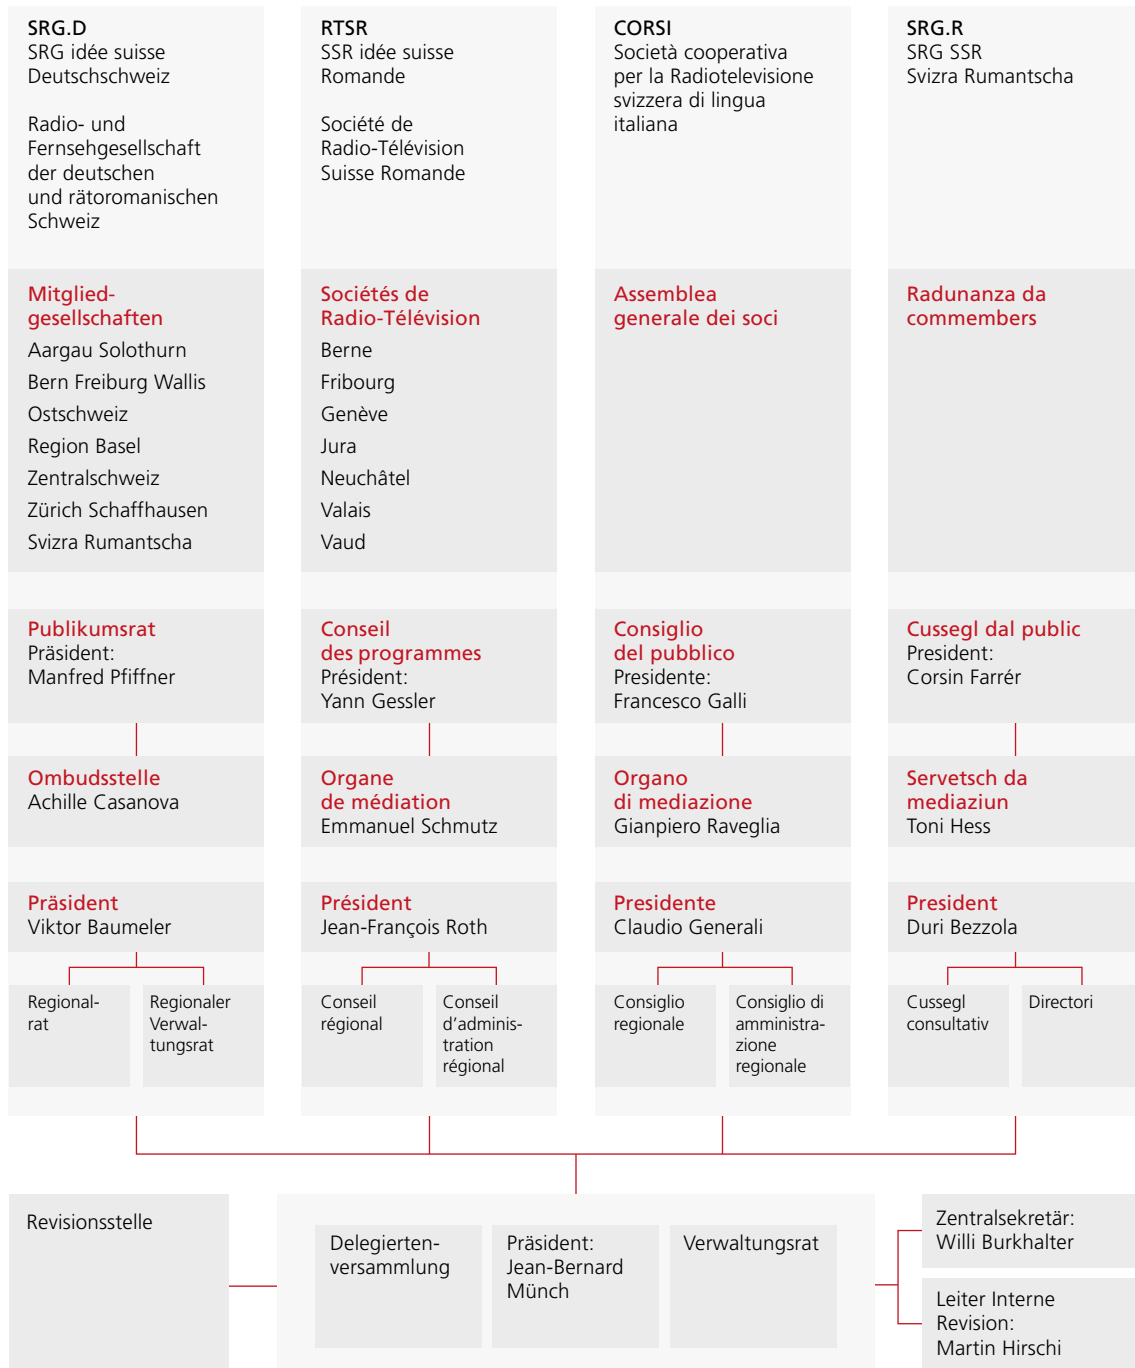 SRG.D
SRG idée suisse
Deutschschweiz
Radio- und
Fernsehgesellschaft
der deutschen
und rätoromanischen
Schweiz
RTSR
SSR idée suisse
Romande
Société de
Radio-Télévision
Suisse Romande
CORSI
Società cooperativa
per la Radiotelevisione
svizzera di lingua
italiana
SRG.R
SRG SSR
Svizra Rumantscha
Mitglied-
gesellschaften
Aargau Solothurn
Bern Freiburg Wallis
Ostschweiz
Region Basel
Zentralschweiz
Zürich Schaffhausen
Svizra Rumantscha
Sociétés de
Radio-Télévision
Berne
Fribourg
Genève
Jura
Neuchâtel
Valais
Vaud
Assemblea
generale dei soci
Radunanza da
commembers
Publikumsrat
Präsident:
Manfred Pfiffner
Conseil
des programmes
Président:
Yann Gessler
Consiglio
del pubblico
Presidente:
Francesco Galli
Cussegl dal public
President:
Corsin Farrér
Ombudsstelle
Achille Casanova
Organe
de médiation
Emmanuel Schmutz
Organo
di mediazione
Gianpiero Raveglia
Servetsch da
mediaziun
Toni Hess
Präsident
Viktor Baumeler
Président
Jean-François Roth
Presidente
Claudio Generali
President
Duri Bezzola
Regional-
rat
Regionaler
Verwal-
tungsrat
Conseil
régional
Conseil
d'adminis-
tration
régional
Consiglio
regionale
Consiglio di
amministra-
zione
regionale
Cussegl
consultativ
Directori
Revisionsstelle
Delegierten-
versammlung
Präsident:
Jean-Bernard
Münch
Verwaltungsrat
Zentralsekretär:
Willi Burkhalter
Leiter Interne
Revision:
Martin Hirschi